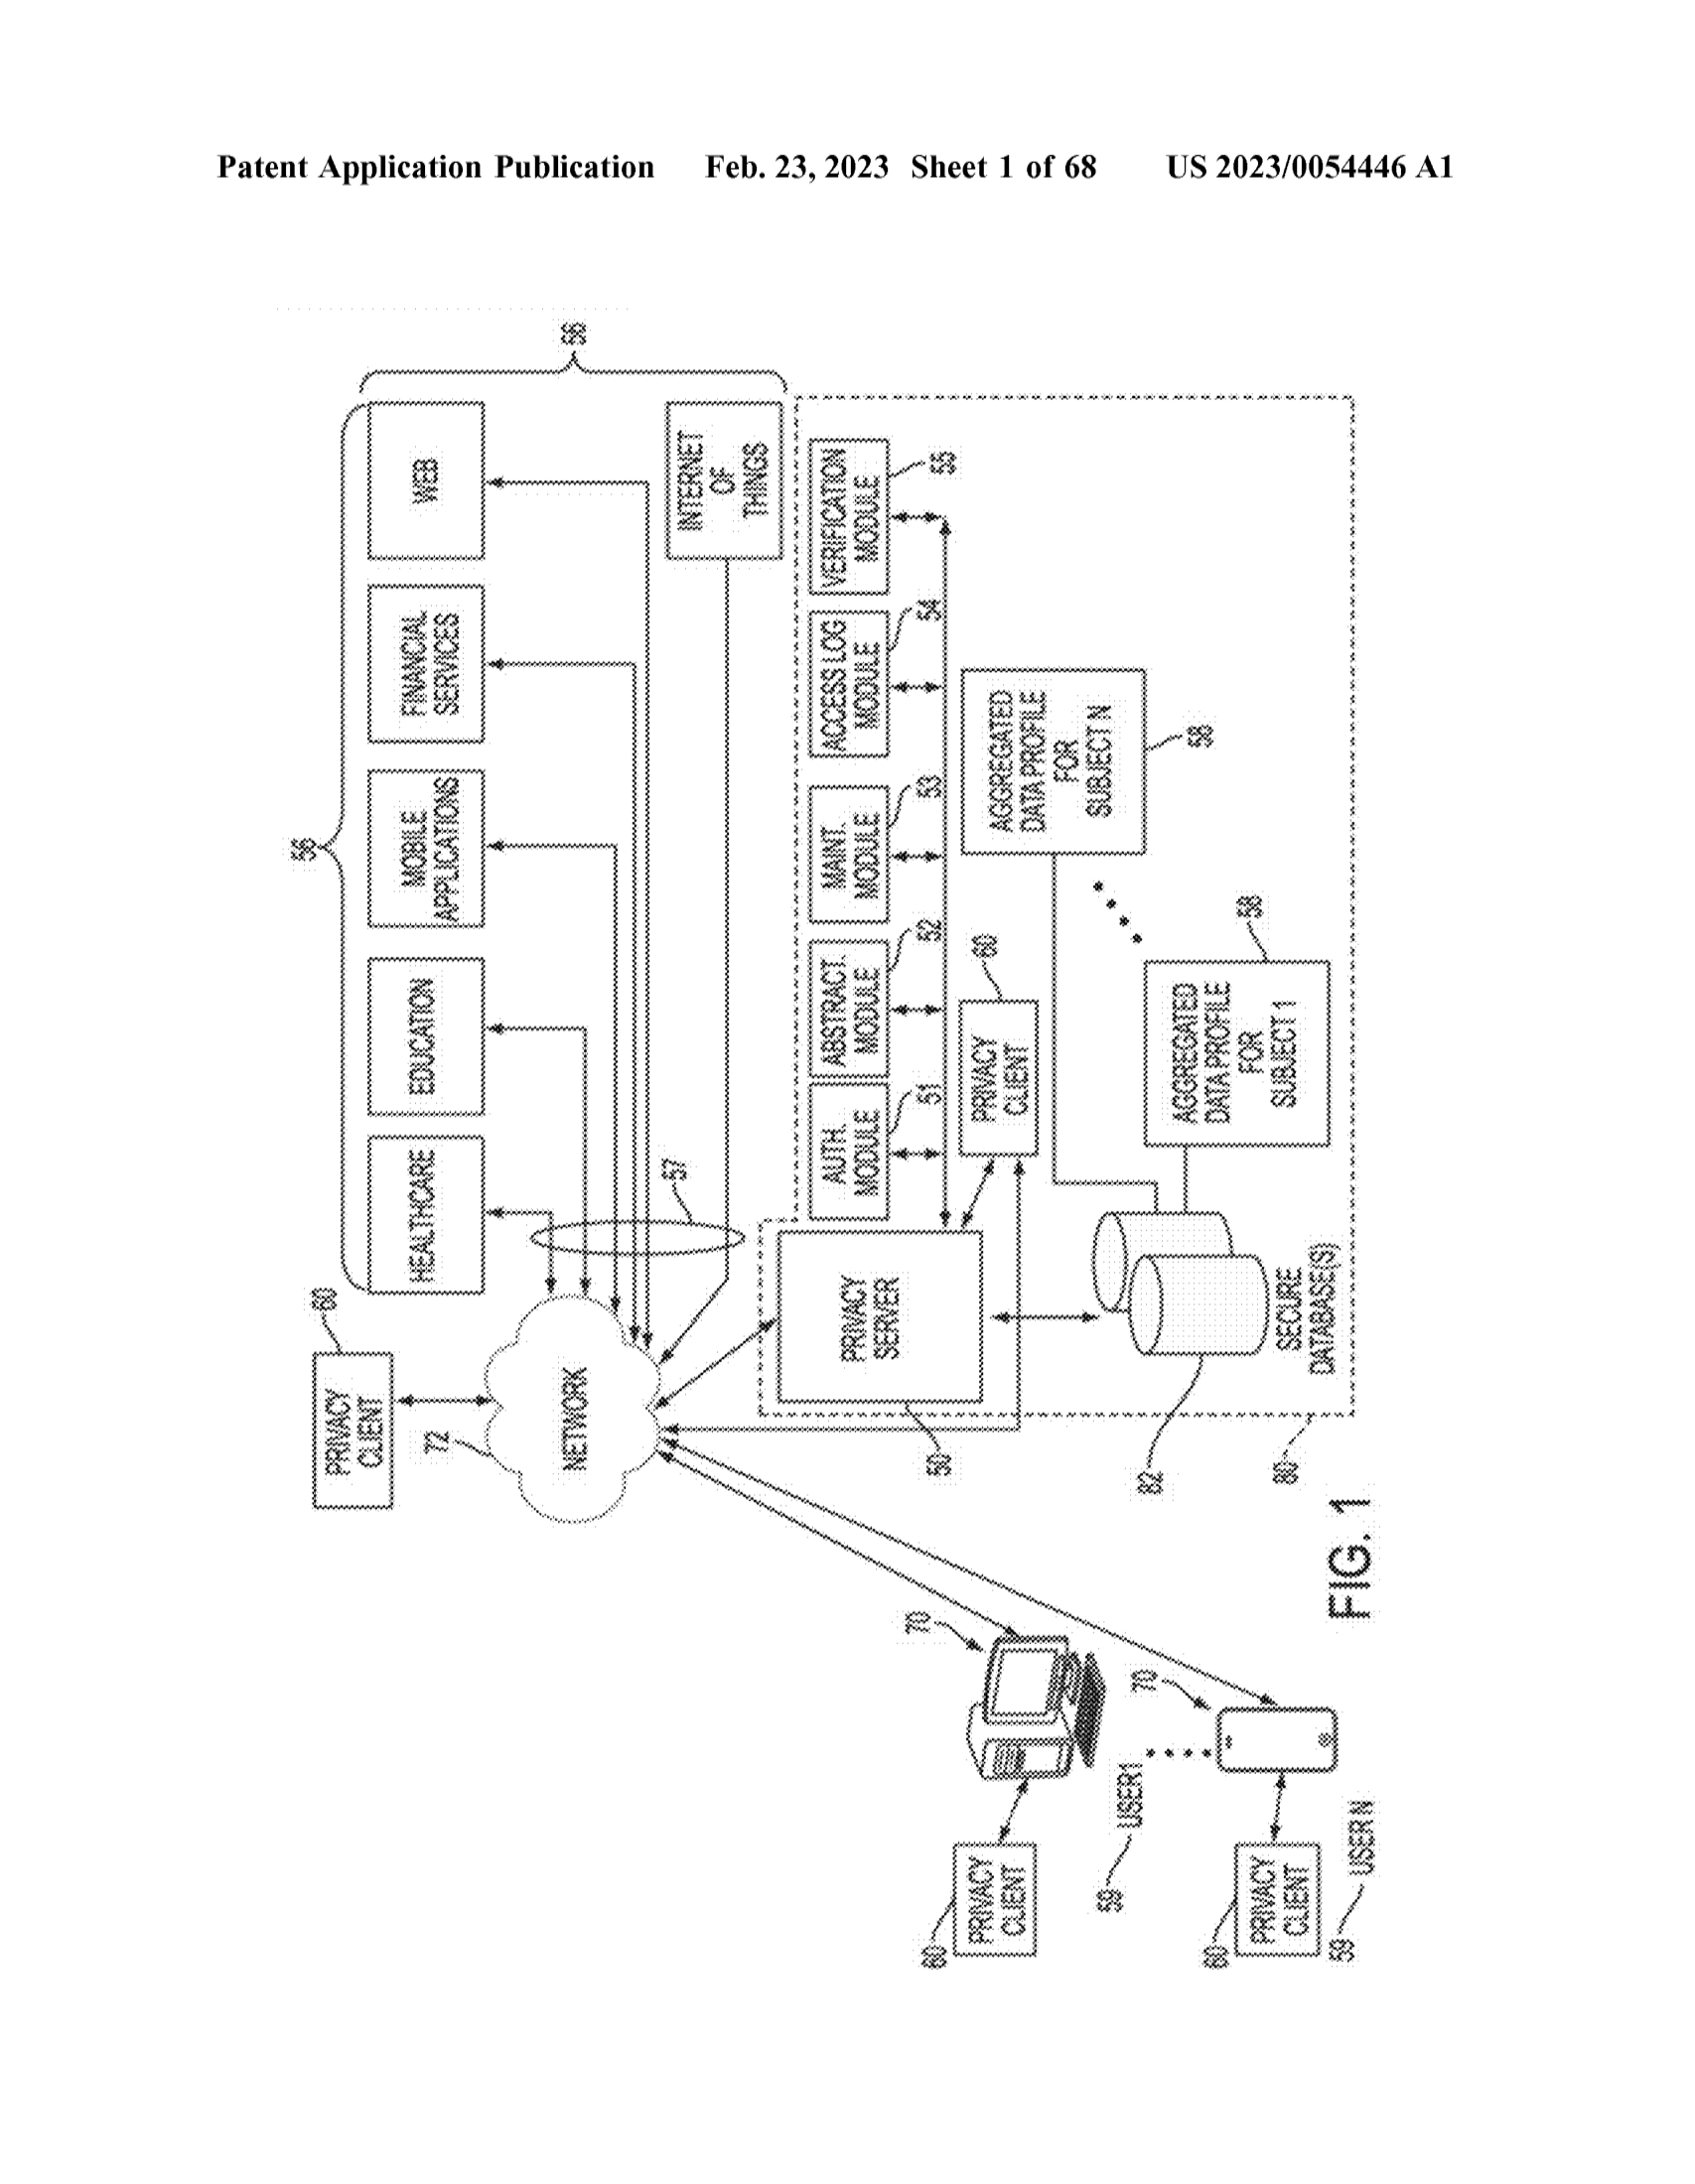 Patent Application Publication Feb. 23, 2023 Sheet 1 of 68 US 2023/0054446 A1
56
HEALTHCARE
EDUCATION
MOBILE
APPLICATIONS
FINANCIAL
SERVICES
WEB
56
INTERNET
OF
THINGS
60
PRIVACY
CLIENT
72
NETWORK
57
AUTH.
MODULE
51
ABSTRACT.
MODULE
52
MAINT.
MODULE
53
ACCESS LOG
MODULE
54
VERIFICATION
MODULE
55
PRIVACY
SERVER
50
PRIVACY
CLIENT
60
AGGREGATED
DATA PROFILE
FOR
SUBJECT N
58
AGGREGATED
DATA PROFILE
FOR
SUBJECT 1
58
SECURE
DATABASE(S)
82
80
70
60
PRIVACY
CLIENT
59
USER1
70
60
PRIVACY
CLIENT
59
USER N
FIG. 1